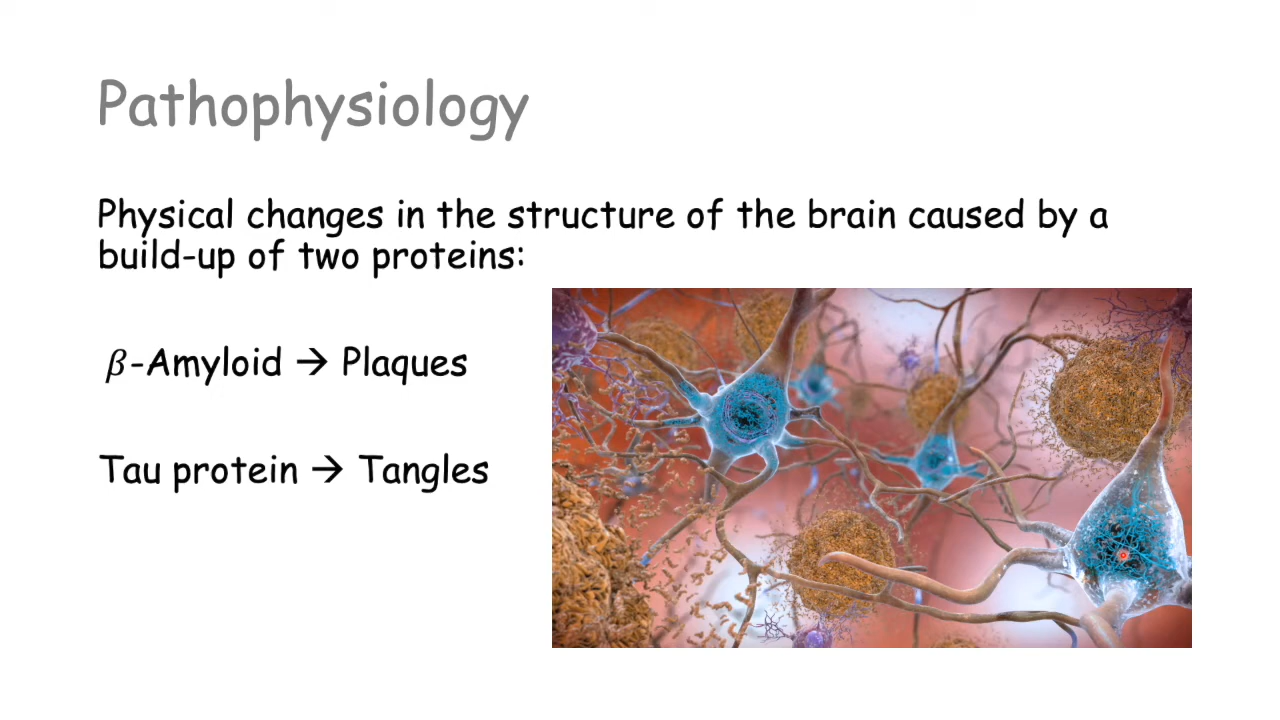 Pathophysiology
Physical changes in the structure of the brain caused by a
build-up of two proteins:
β-Amyloid → Plaques
Tau protein → Tangles